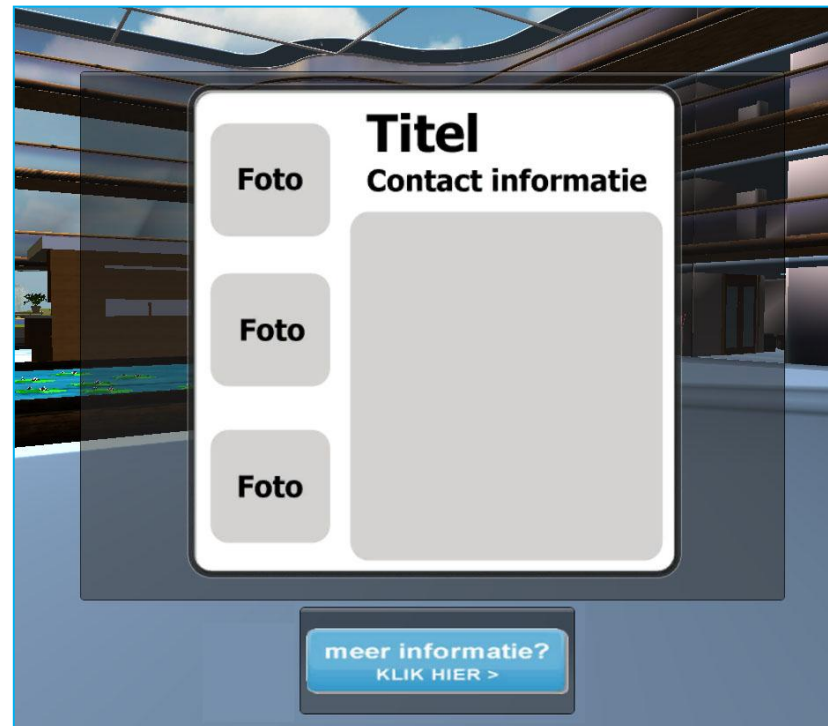 Titel
Contact informatie
Foto
Foto
Foto
meer informatie?
KLIK HIER >